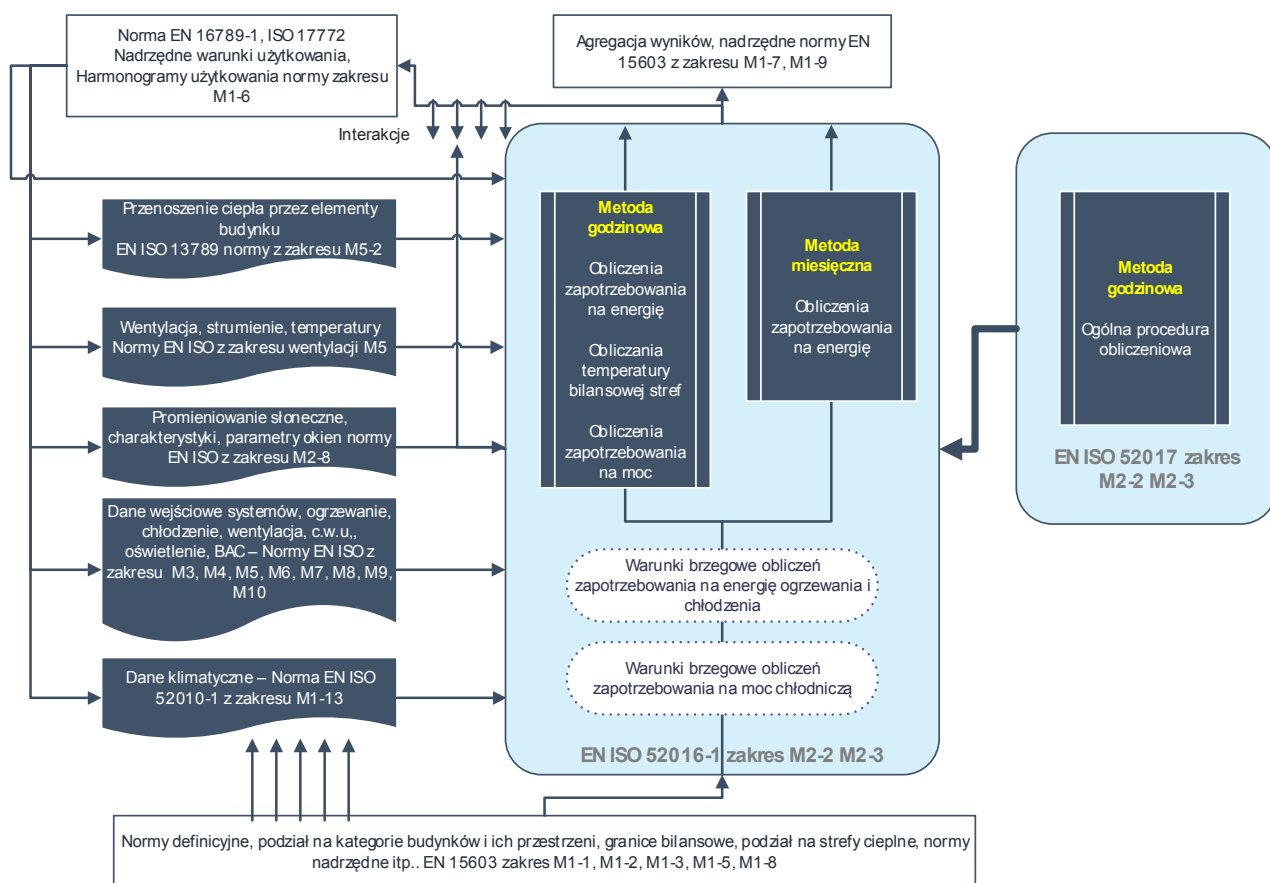 Norma EN 16789-1, ISO 17772
Nadrzędne warunki użytkowania,
Harmonogramy użytkowania normy zakresu
M1-6
Agregacja wyników, nadrzędne normy EN
15603 z zakresu M1-7, M1-9
Interakcje
Przenoszenie ciepła przez elementy
budynku
EN ISO 13789 normy z zakresu M5-2
Wentylacja, strumienie, temperatury
Normy EN ISO z zakresu wentylacji M5
Promieniowanie słoneczne,
charakterystyki, parametry okien normy
EN ISO z zakresu M2-8
Dane wejściowe systemów, ogrzewanie,
chłodzenie, wentylacja, c.w.u,,
oświetlenie, BAC – Normy EN ISO z
zakresu M3, M4, M5, M6, M7, M8, M9,
M10
Dane klimatyczne – Norma EN ISO
52010-1 z zakresu M1-13
Metoda
godzinowa
Obliczenia
zapotrzebowania
na energię
Obliczania
temperatury
bilansowej stref
Obliczenia
zapotrzebowania
na moc
Metoda
miesięczna
Obliczenia
zapotrzebowania
na energię
Warunki brzegowe obliczeń
zapotrzebowania na energię ogrzewania i
chłodzenia
Warunki brzegowe obliczeń
zapotrzebowania na moc chłodniczą
EN ISO 52016-1 zakres M2-2 M2-3
Metoda
godzinowa
Ogólna procedura
obliczeniowa
EN ISO 52017 zakres
M2-2 M2-3
Normy definicyjne, podział na kategorie budynków i ich przestrzeni, granice bilansowe, podział na strefy cieplne, normy
nadrzędne itp.. EN 15603 zakres M1-1, M1-2, M1-3, M1-5, M1-8